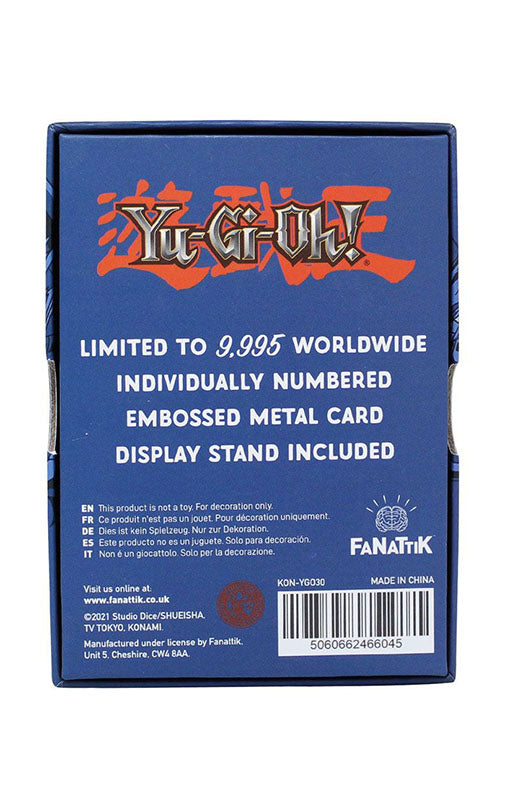 遊戯王
Yu-Gi-Oh!®
LIMITED TO 9,995 WORLDWIDE
INDIVIDUALLY NUMBERED
EMBOSSED METAL CARD
DISPLAY STAND INCLUDED
EN This product is not a toy. For decoration only.
FR Ce produit n'est pas un jouet. Pour décoration uniquement.
DE Dies ist kein Spielzeug. Nur zur Dekoration.
ES Este producto no es un juguete. Solo para decoración.
IT Non é un giocattolo. Solo per la decorazione.
FANATTIK
Visit us online at:
www.fanattik.co.uk
©2021 Studio Dice/SHUEISHA,
TV TOKYO, KONAMI.
Manufactured under license by Fanattik,
Unit 5, Cheshire, CW4 8AA.
KON-YGO30
MADE IN CHINA
5060662466045